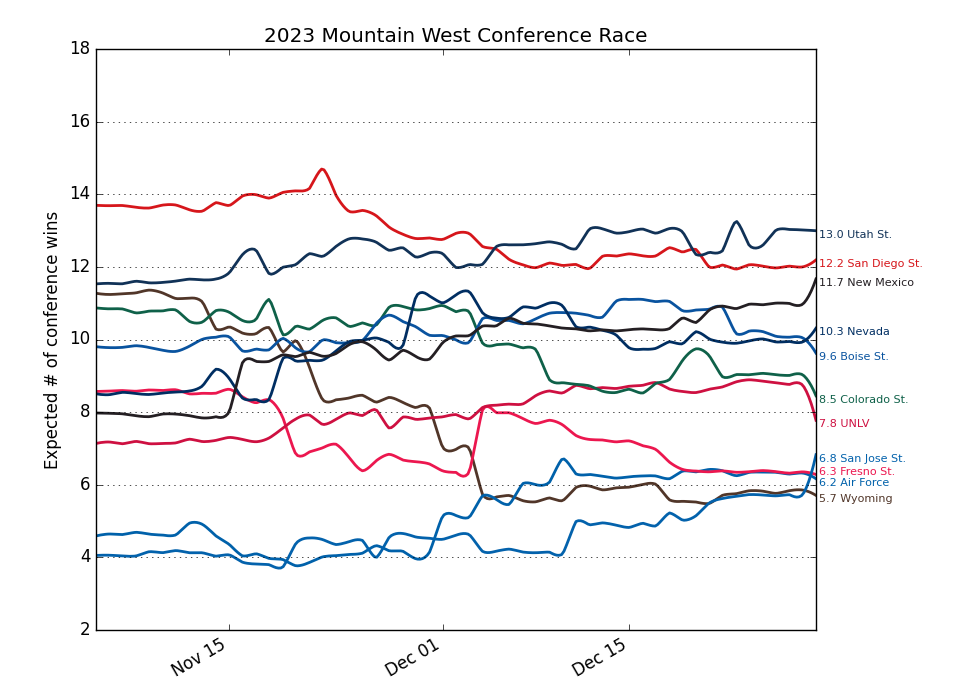 2023 Mountain West Conference Race
Expected # of conference wins
18
16
14
12
10
8
6
4
2
13.0 Utah St.
12.2 San Diego St.
11.7 New Mexico
10.3 Nevada
9.6 Boise St.
8.5 Colorado St.
7.8 UNLV
6.8 San Jose St.
6.3 Fresno St.
6.2 Air Force
5.7 Wyoming
Nov 15
Dec 01
Dec 15